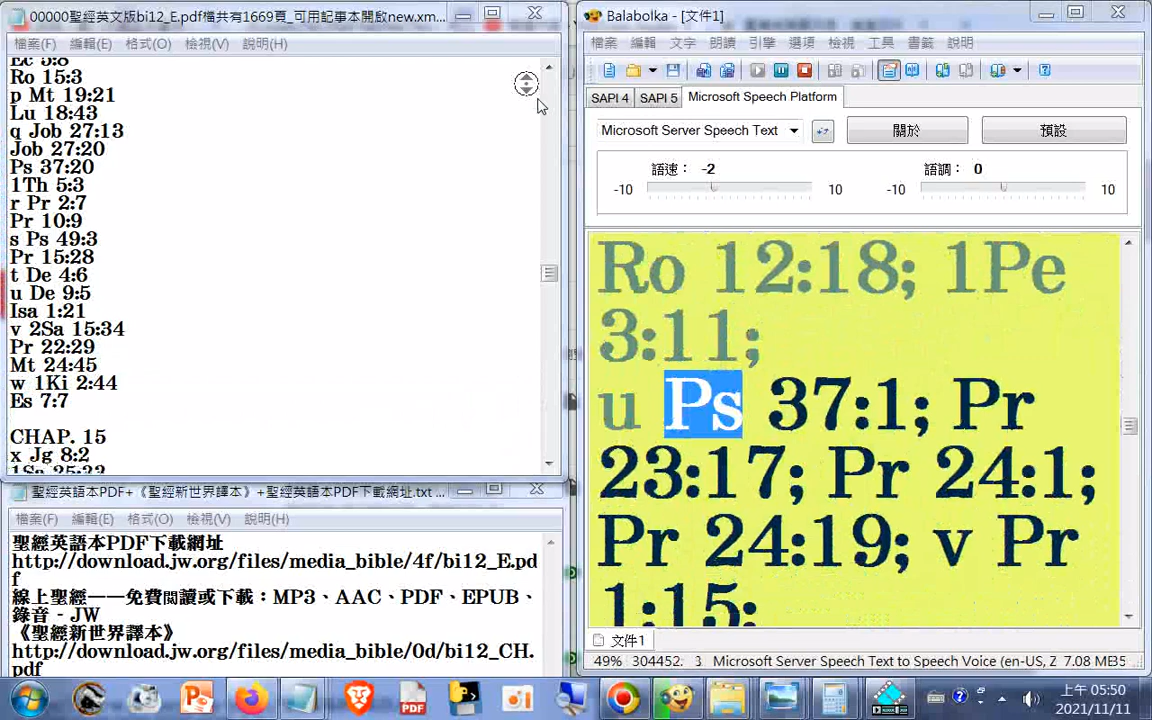 00000聖經英文版bi12_E.pdf檔共有1669頁_可用記事本開啟new.xm...
檔案(F) 編輯(E) 格式(O) 檢視(V) 說明(H)
Ec 5:8
Ro 15:3
p Mt 19:21
Lu 18:43
q Job 27:13
Job 27:20
Ps 37:20
1Th 5:3
r Pr 2:7
Pr 10:9
s Ps 49:3
Pr 15:28
t De 4:6
u De 9:5
Isa 1:21
v 2Sa 15:34
Pr 22:29
Mt 24:45
w 1Ki 2:44
Es 7:7
CHAP. 15
x Jg 8:2
聖經英語本PDF+《聖經新世界譯本》+聖經英語本PDF下載網址.txt ...
檔案(F) 編輯(E) 格式(O) 檢視(V) 說明(H)
聖經英語本PDF下載網址
http://download.jw.org/files/media_bible/4f/bi12_E.pd
f
線上聖經——免費閱讀或下載：MP3、AAC、PDF、EPUB、
錄音 - JW
《聖經新世界譯本》
http://download.jw.org/files/media_bible/0d/bi12_CH.
pdf
Balabolka - [文件1]
檔案 編輯 文字 朗讀 引擎 選項 檢視 工具 書籤 說明
SAPI 4 SAPI 5 Microsoft Speech Platform
Microsoft Server Speech Text 關於 預設
語速： -2 語調： 0
-10 10 -10 10
Ro 12:18; 1Pe
3:11;
u Ps 37:1; Pr
23:17; Pr 24:1;
Pr 24:19; v Pr
1:15;
文件1
49% 304452: Microsoft Server Speech Text to Speech Voice (en-US, Z 7.08 MB
上午 05:50
2021/11/11